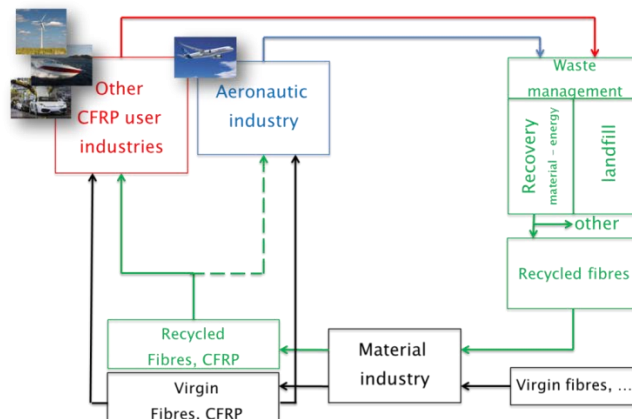 Other
CFRP user
industries
Aeronautic
industry
Waste
management
Recovery
material - energy
landfill
other
Recycled fibres
Recycled
Fibres, CFRP
Material
industry
Virgin
Fibres, CFRP
Virgin fibres, ...